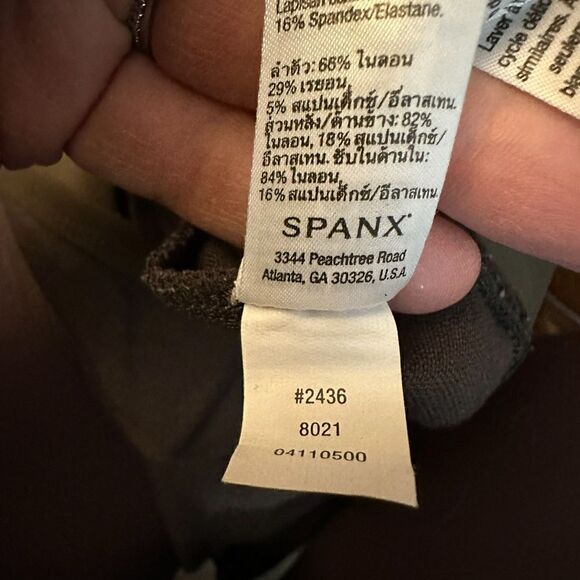 16% Spandex/Elastane.
ลำตัว: 66% ไนลอน
29% เรยอน,
5% สแปนเด็กซ์/อีลาสเทน.
ส่วนหลัง/ด้านข้าง: 82%
ไนลอน, 18% สแปนเด็กซ์/
อีลาสเทน. ซับในด้านใน:
84% ไนลอน,
16% สแปนเด็กซ์/อีลาสเทน
SPANX®
3344 Peachtree Road
Atlanta, GA 30326, U.S.A.
#2436
8021
04110500
Laver à
cycle délic
similaires.
seule